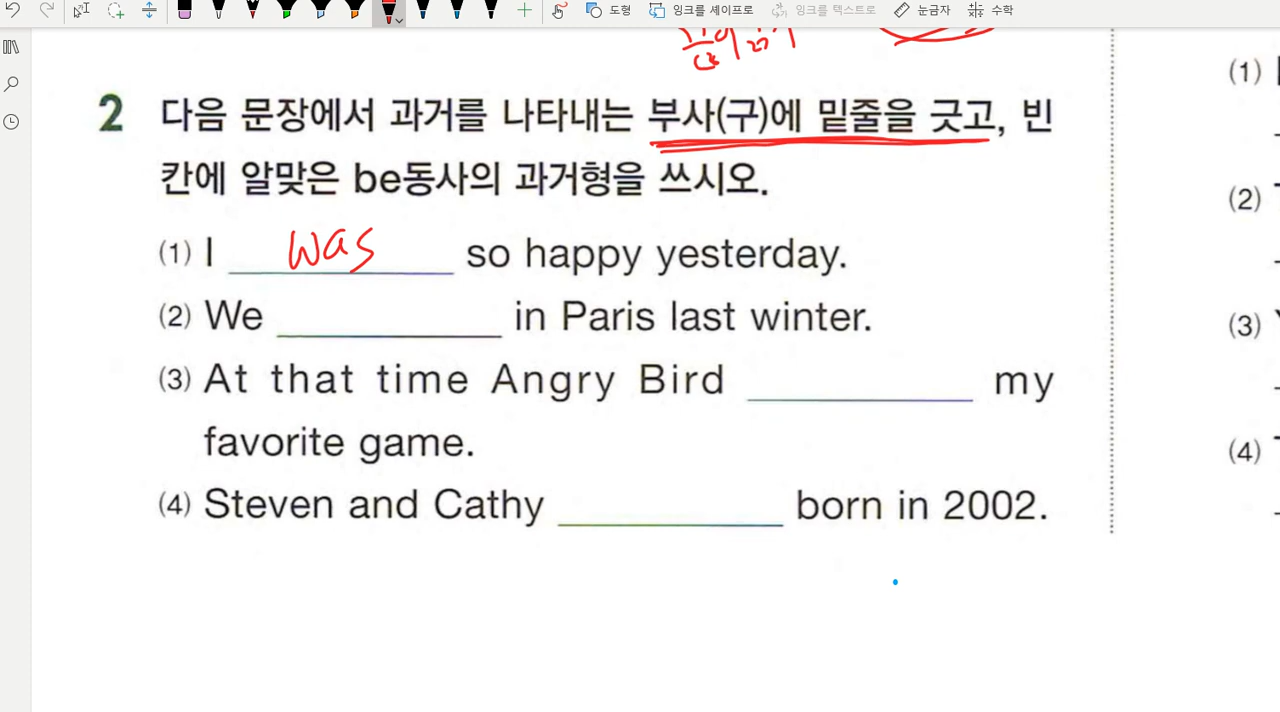 도형 잉크를 셰이프로 잉크를 텍스트로 눈금자 수학
2 다음 문장에서 과거를 나타내는 부사(구)에 밑줄을 긋고, 빈
칸에 알맞은 be동사의 과거형을 쓰시오.
(1) I was so happy yesterday.
(2) We in Paris last winter.
(3) At that time Angry Bird my
favorite game.
(4) Steven and Cathy born in 2002.
(1)
(2)
(3)
(4)